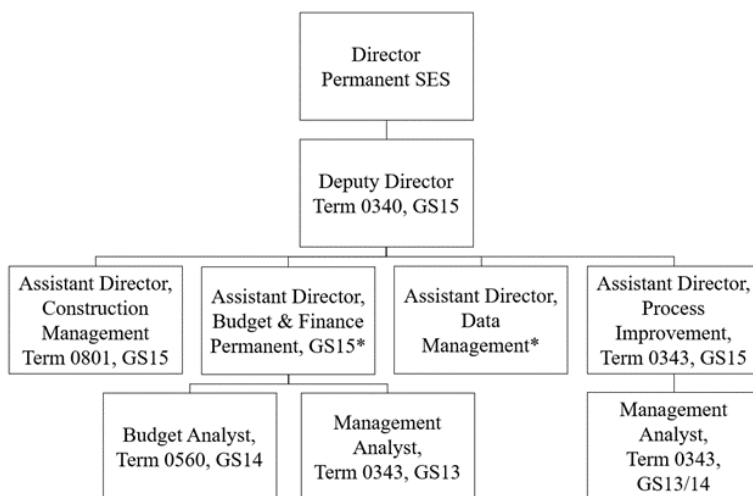 Director
Permanent SES
Deputy Director
Term 0340, GS15
Assistant Director,
Construction
Management
Term 0801, GS15
Assistant Director,
Budget & Finance
Permanent, GS15*
Assistant Director,
Data
Management*
Assistant Director,
Process
Improvement,
Term 0343, GS15
Budget Analyst,
Term 0560, GS14
Management
Analyst,
Term 0343, GS13
Management
Analyst,
Term 0343,
GS13/14